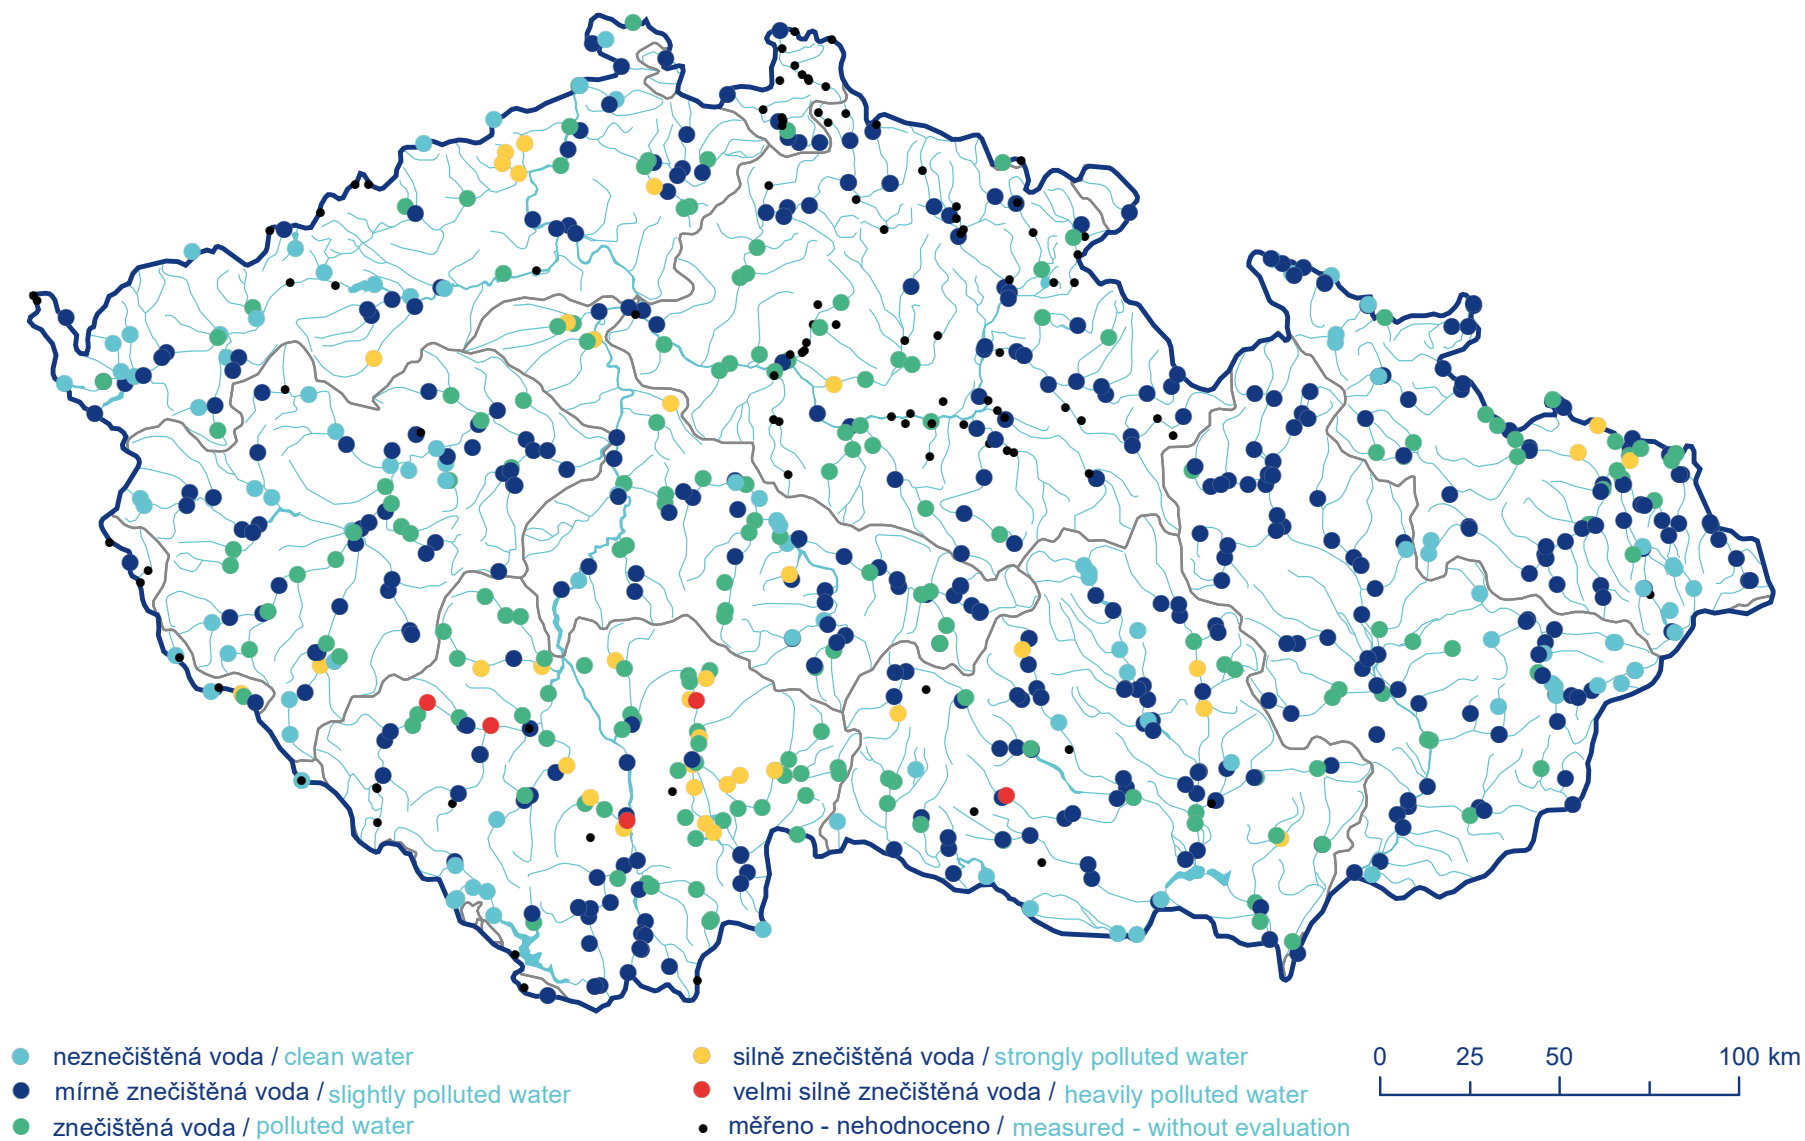 neznečištěná voda / clean water
mírně znečištěná voda / slightly polluted water
znečištěná voda / polluted water
silně znečištěná voda / strongly polluted water
velmi silně znečištěná voda / heavily polluted water
měřeno - nehodnoceno / measured - without evaluation
0 25 50 100 km